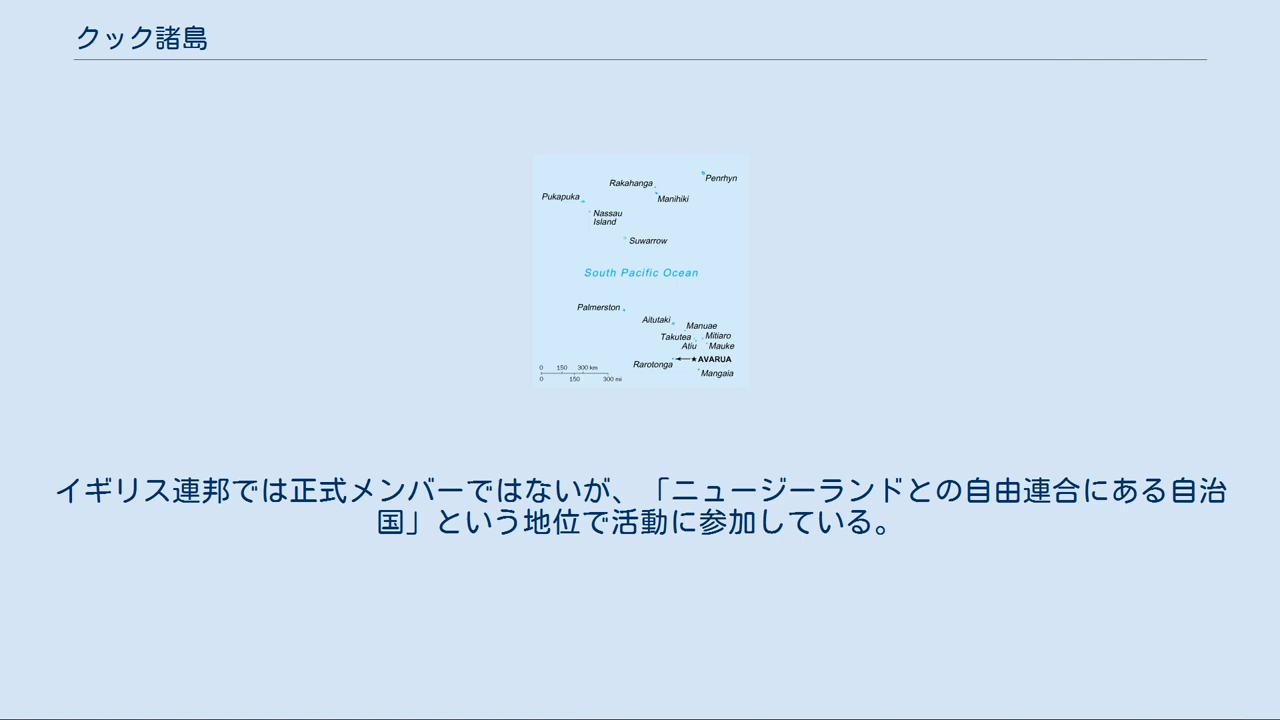 クック諸島
Penrhyn
Rakahanga
Pukapuka
Manihiki
Nassau
Island
Suwarrow
South Pacific Ocean
Palmerston
Aitutaki
Manuae
Takutea
Mitiaro
Atiu
Mauke
AVARUA
Rarotonga
0 150 300 km
Mangaia
0 150 300 mi
イギリス連邦では正式メンバーではないが、「ニュージーランドとの自由連合にある自治
国」という地位で活動に参加している。